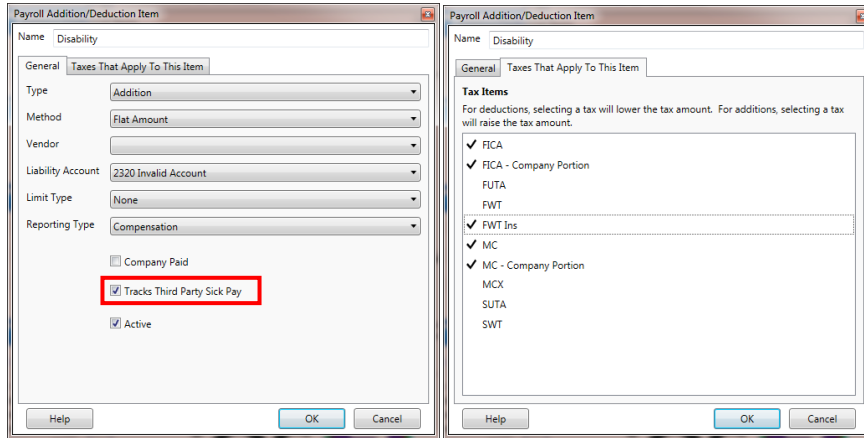 Payroll Addition/Deduction Item
Name Disability
General Taxes That Apply To This Item
Type Addition
Method Flat Amount
Vendor
Liability Account 2320 Invalid Account
Limit Type None
Reporting Type Compensation
Company Paid
Tracks Third Party Sick Pay
Active
Help OK Cancel
Payroll Addition/Deduction Item
Name Disability
General Taxes That Apply To This Item
Tax Items
For deductions, selecting a tax will lower the tax amount. For additions, selecting a tax
will raise the tax amount.
FICA
FICA - Company Portion
FUTA
FWT
FWT Ins
MC
MC - Company Portion
MCX
SUTA
SWT
Help OK Cancel